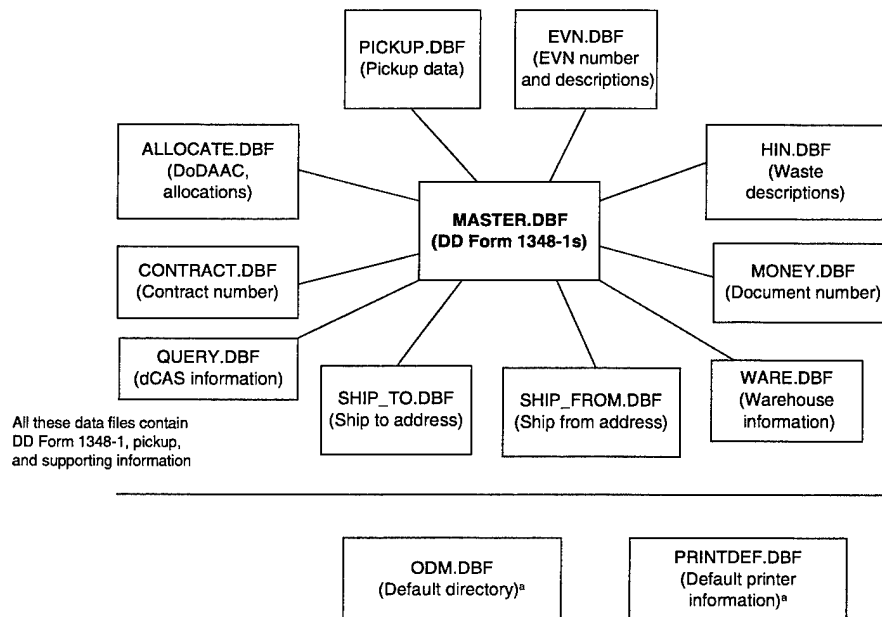 PICKUP.DBF
(Pickup data)
EVN.DBF
(EVN number
and descriptions)
ALLOCATE.DBF
(DoDAAC,
allocations)
HIN.DBF
(Waste
descriptions)
MASTER.DBF
(DD Form 1348-1s)
CONTRACT.DBF
(Contract number)
MONEY.DBF
(Document number)
QUERY.DBF
(dCAS information)
SHIP_TO.DBF
(Ship to address)
SHIP_FROM.DBF
(Ship from address)
WARE.DBF
(Warehouse
information)
All these data files contain
DD Form 1348-1, pickup,
and supporting information
ODM.DBF
(Default directory)ᵃ
PRINTDEF.DBF
(Default printer
information)ᵃ